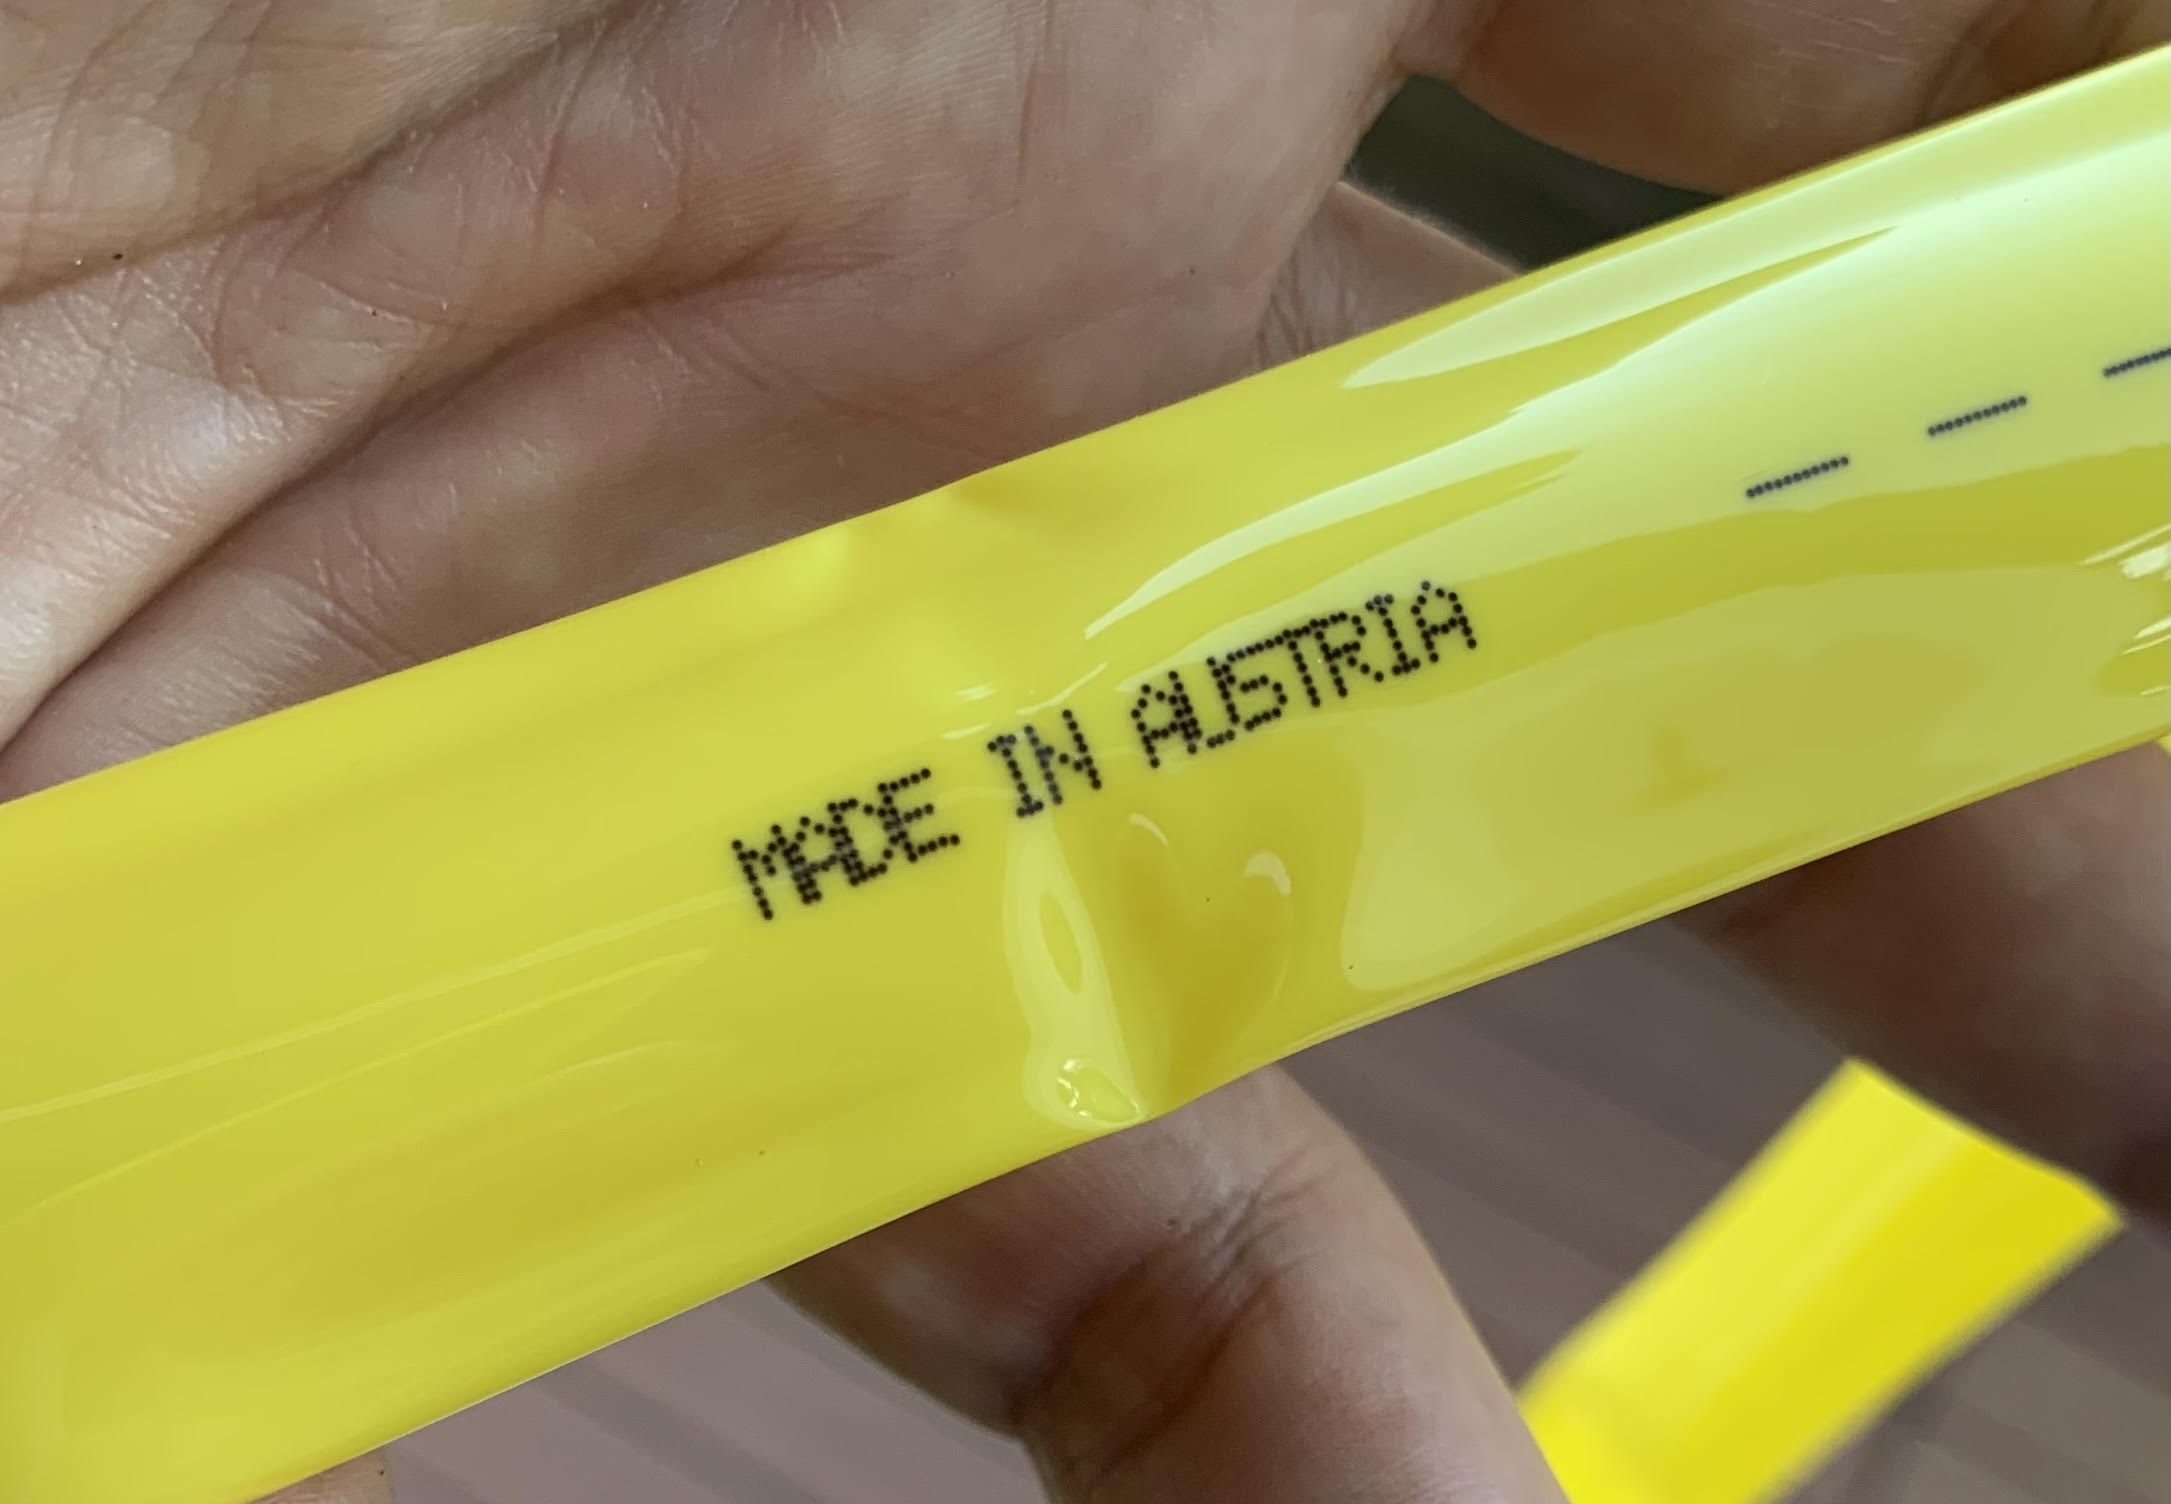 MADE IN AUSTRIA - - -